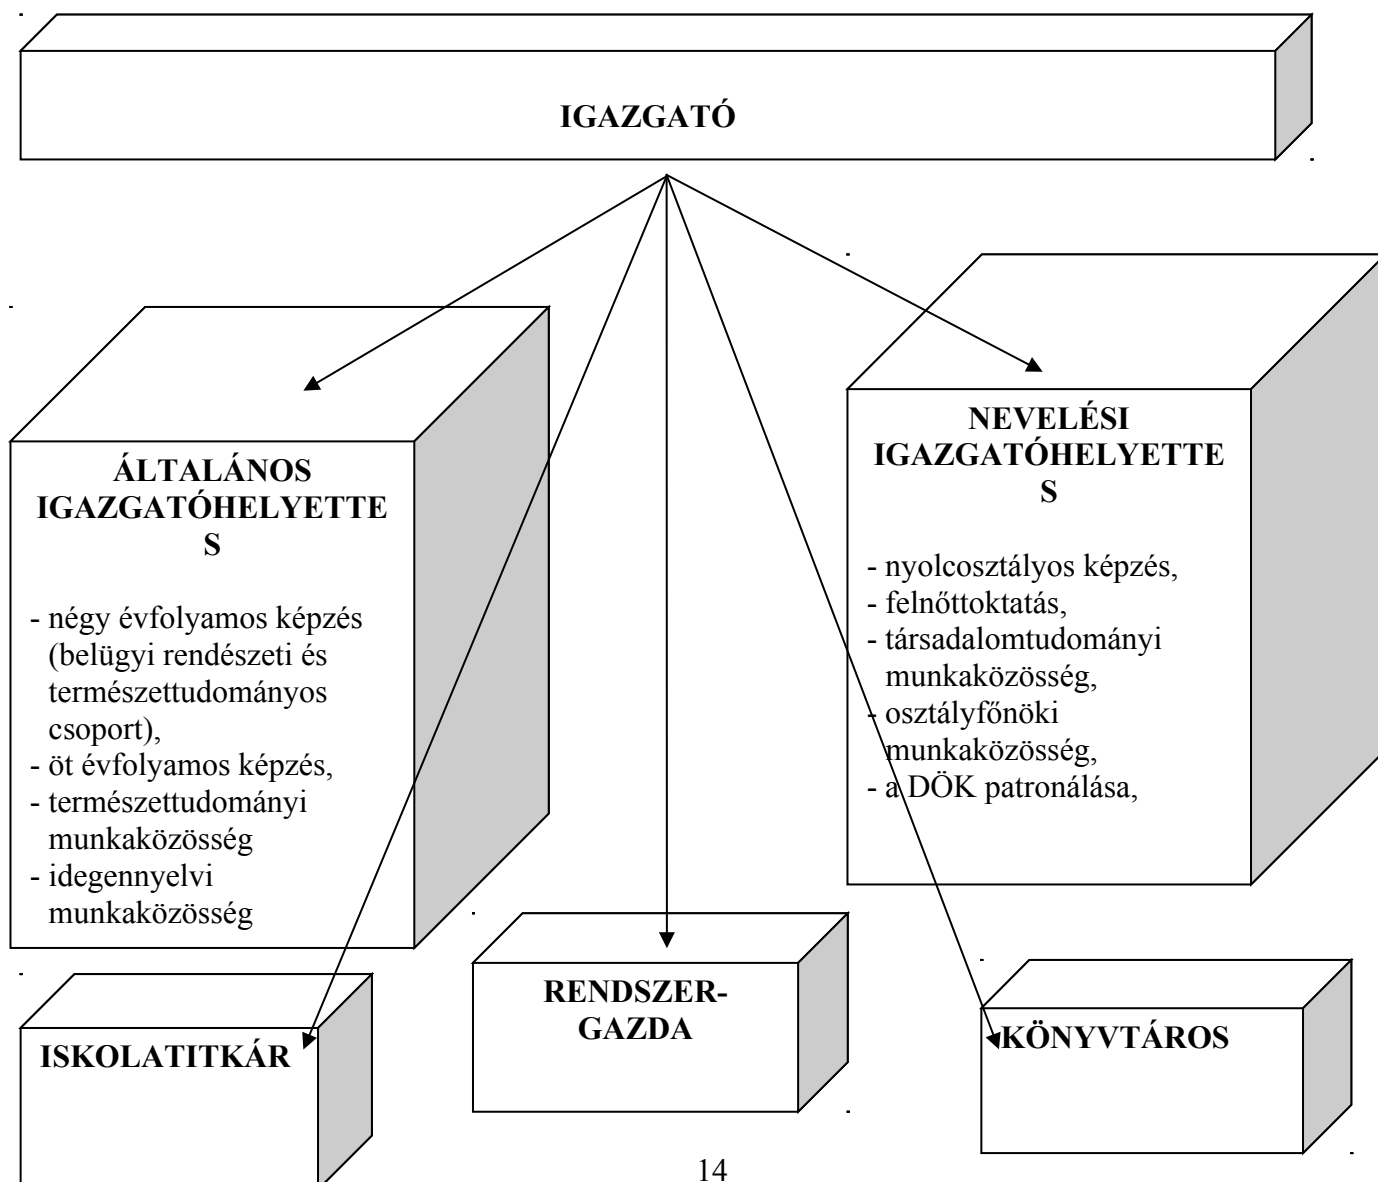 IGAZGATÓ
ÁLTALÁNOS
IGAZGATÓHELYETTE
S
- négy évfolyamos képzés
(belügyi rendészeti és
természettudományos
csoport),
- öt évfolyamos képzés,
- természettudományi
munkaközösség
- idegennyelvi
munkaközösség
NEVELÉSI
IGAZGATÓHELYETTE
S
- nyolcosztályos képzés,
- felnőttoktatás,
- társadalomtudományi
munkaközösség,
- osztályfőnöki
munkaközösség,
- a DÖK patronálása,
ISKOLATITKÁR
RENDSZER-
GAZDA
KÖNYVTÁROS
14